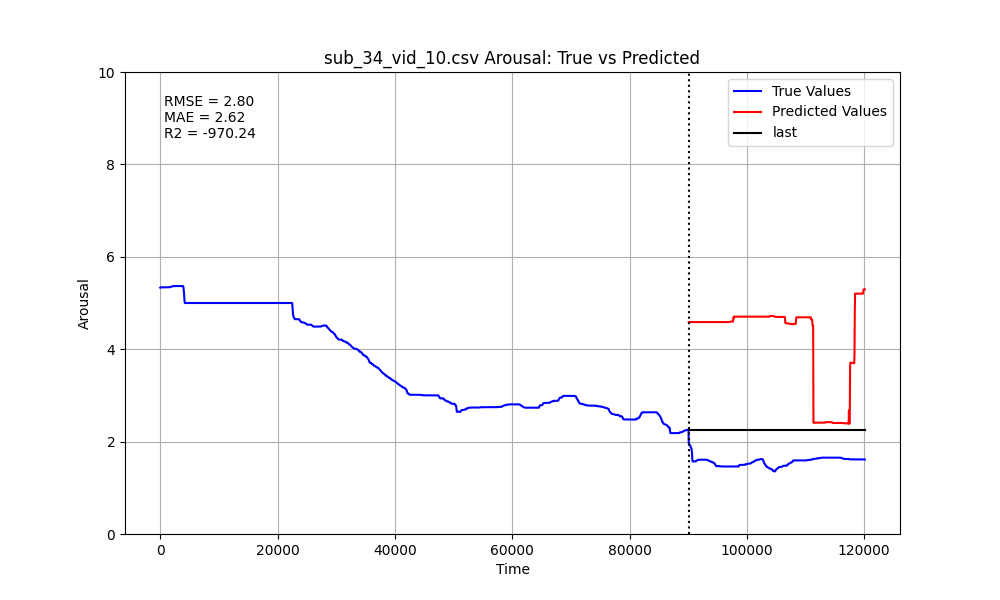 sub_34_vid_10.csv Arousal: True vs Predicted
RMSE = 2.80
MAE = 2.62
R2 = -970.24
True Values
Predicted Values
last
Arousal
10
8
6
4
2
0
0 20000 40000 60000 80000 100000 120000
Time